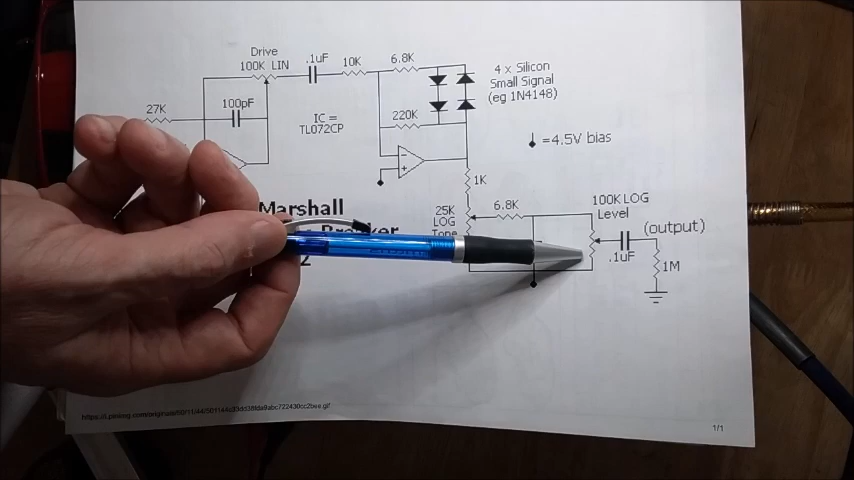 Drive
100K LIN
.1uF
10K
6.8K
4 x Silicon
Small Signal
(eg 1N4148)
27K
100pF
IC =
TL072CP
220K
= 4.5V bias
1K
Marshall
25K
LOG
Tone
6.8K
100K LOG
Level
(output)
.1uF
1M
1/1